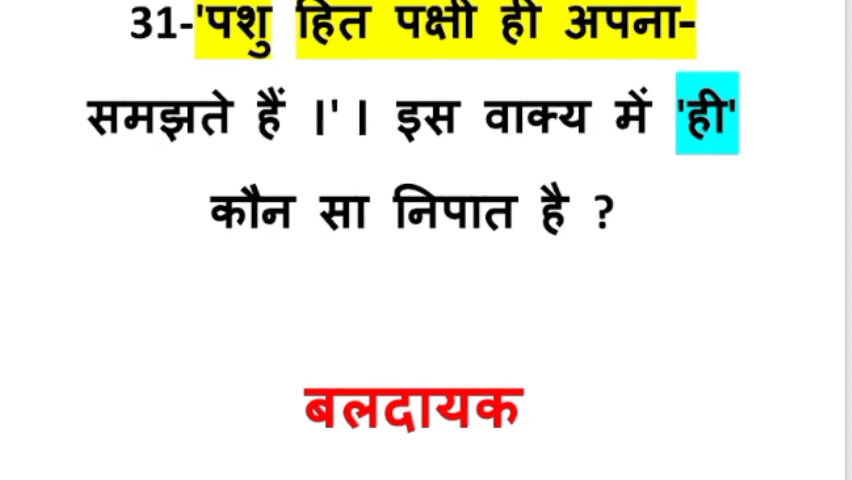 31-'पशु हित पक्षी ही अपना-
समझते हैं ।' । इस वाक्य में 'ही'
कौन सा निपात है ?
बलदायक